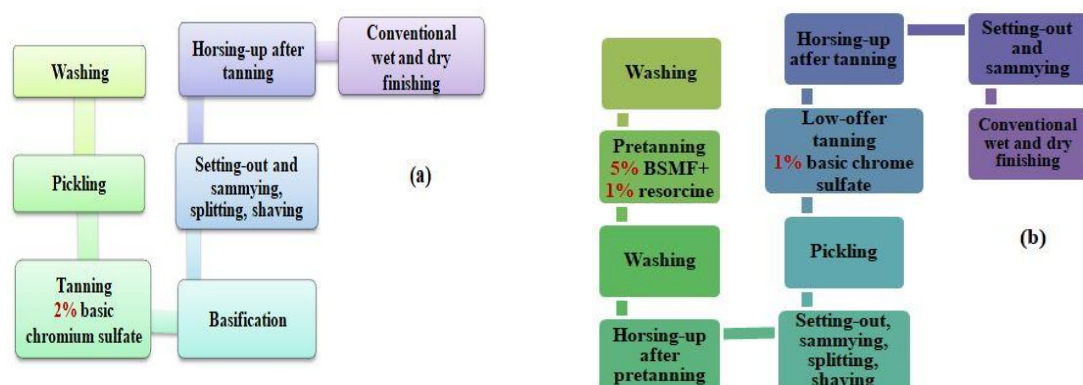 Washing
Pickling
Tanning
2% basic
chromium sulfate
Basification
Setting-out and
sammying,
splitting, shaving
Horsing-up after
tanning
Conventional
wet and dry
finishing
(a)
Washing
Pretanning
5% BSMF+
1% resorcine
Washing
Horsing-up
after
pretanning
Setting-out,
sammying,
splitting,
shaving
Pickling
Low-offer
tanning
1% basic chrome
sulfate
Horsing-up
atfer tanning
Setting-out
and
sammying
Conventional
wet and dry
finishing
(b)